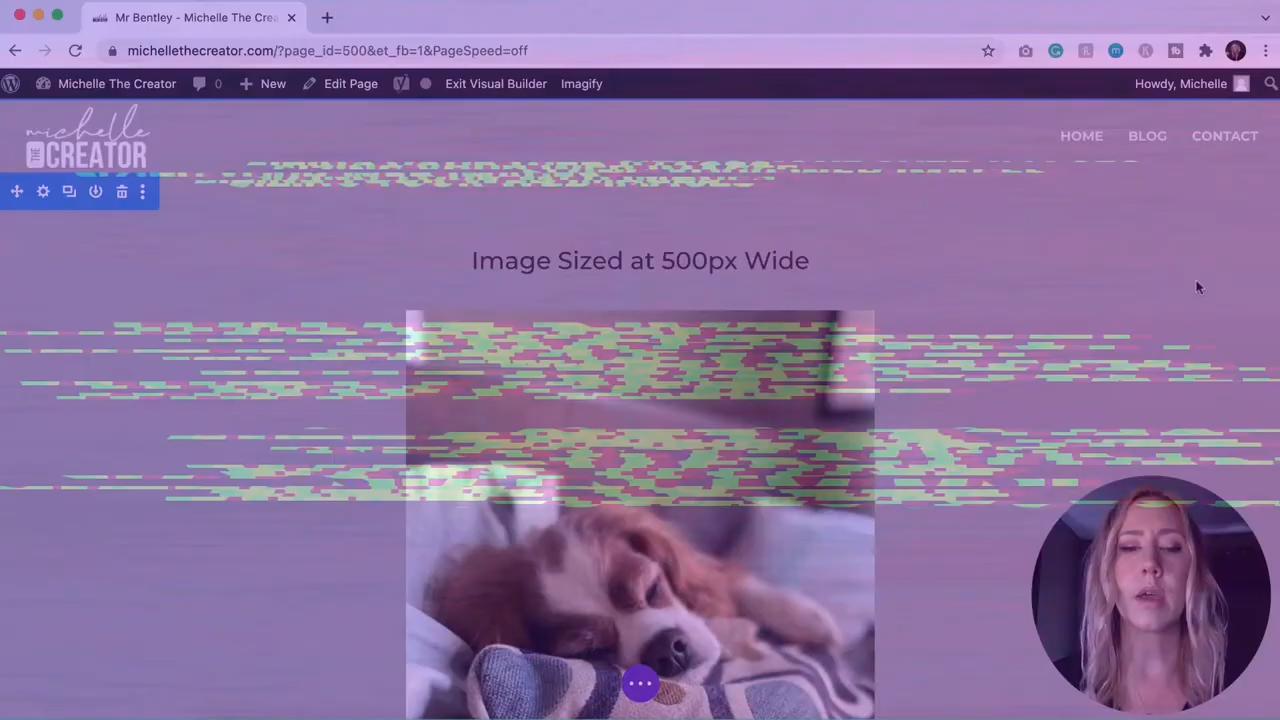 Mr Bentley - Michelle The Crea
michellethecreator.com/?page_id=500&et_fb=1&PageSpeed=off
Michelle The Creator 0 New Edit Page Exit Visual Builder Imagify Howdy, Michelle
michelle
THE CREATOR
HOME BLOG CONTACT
Image Sized at 500px Wide